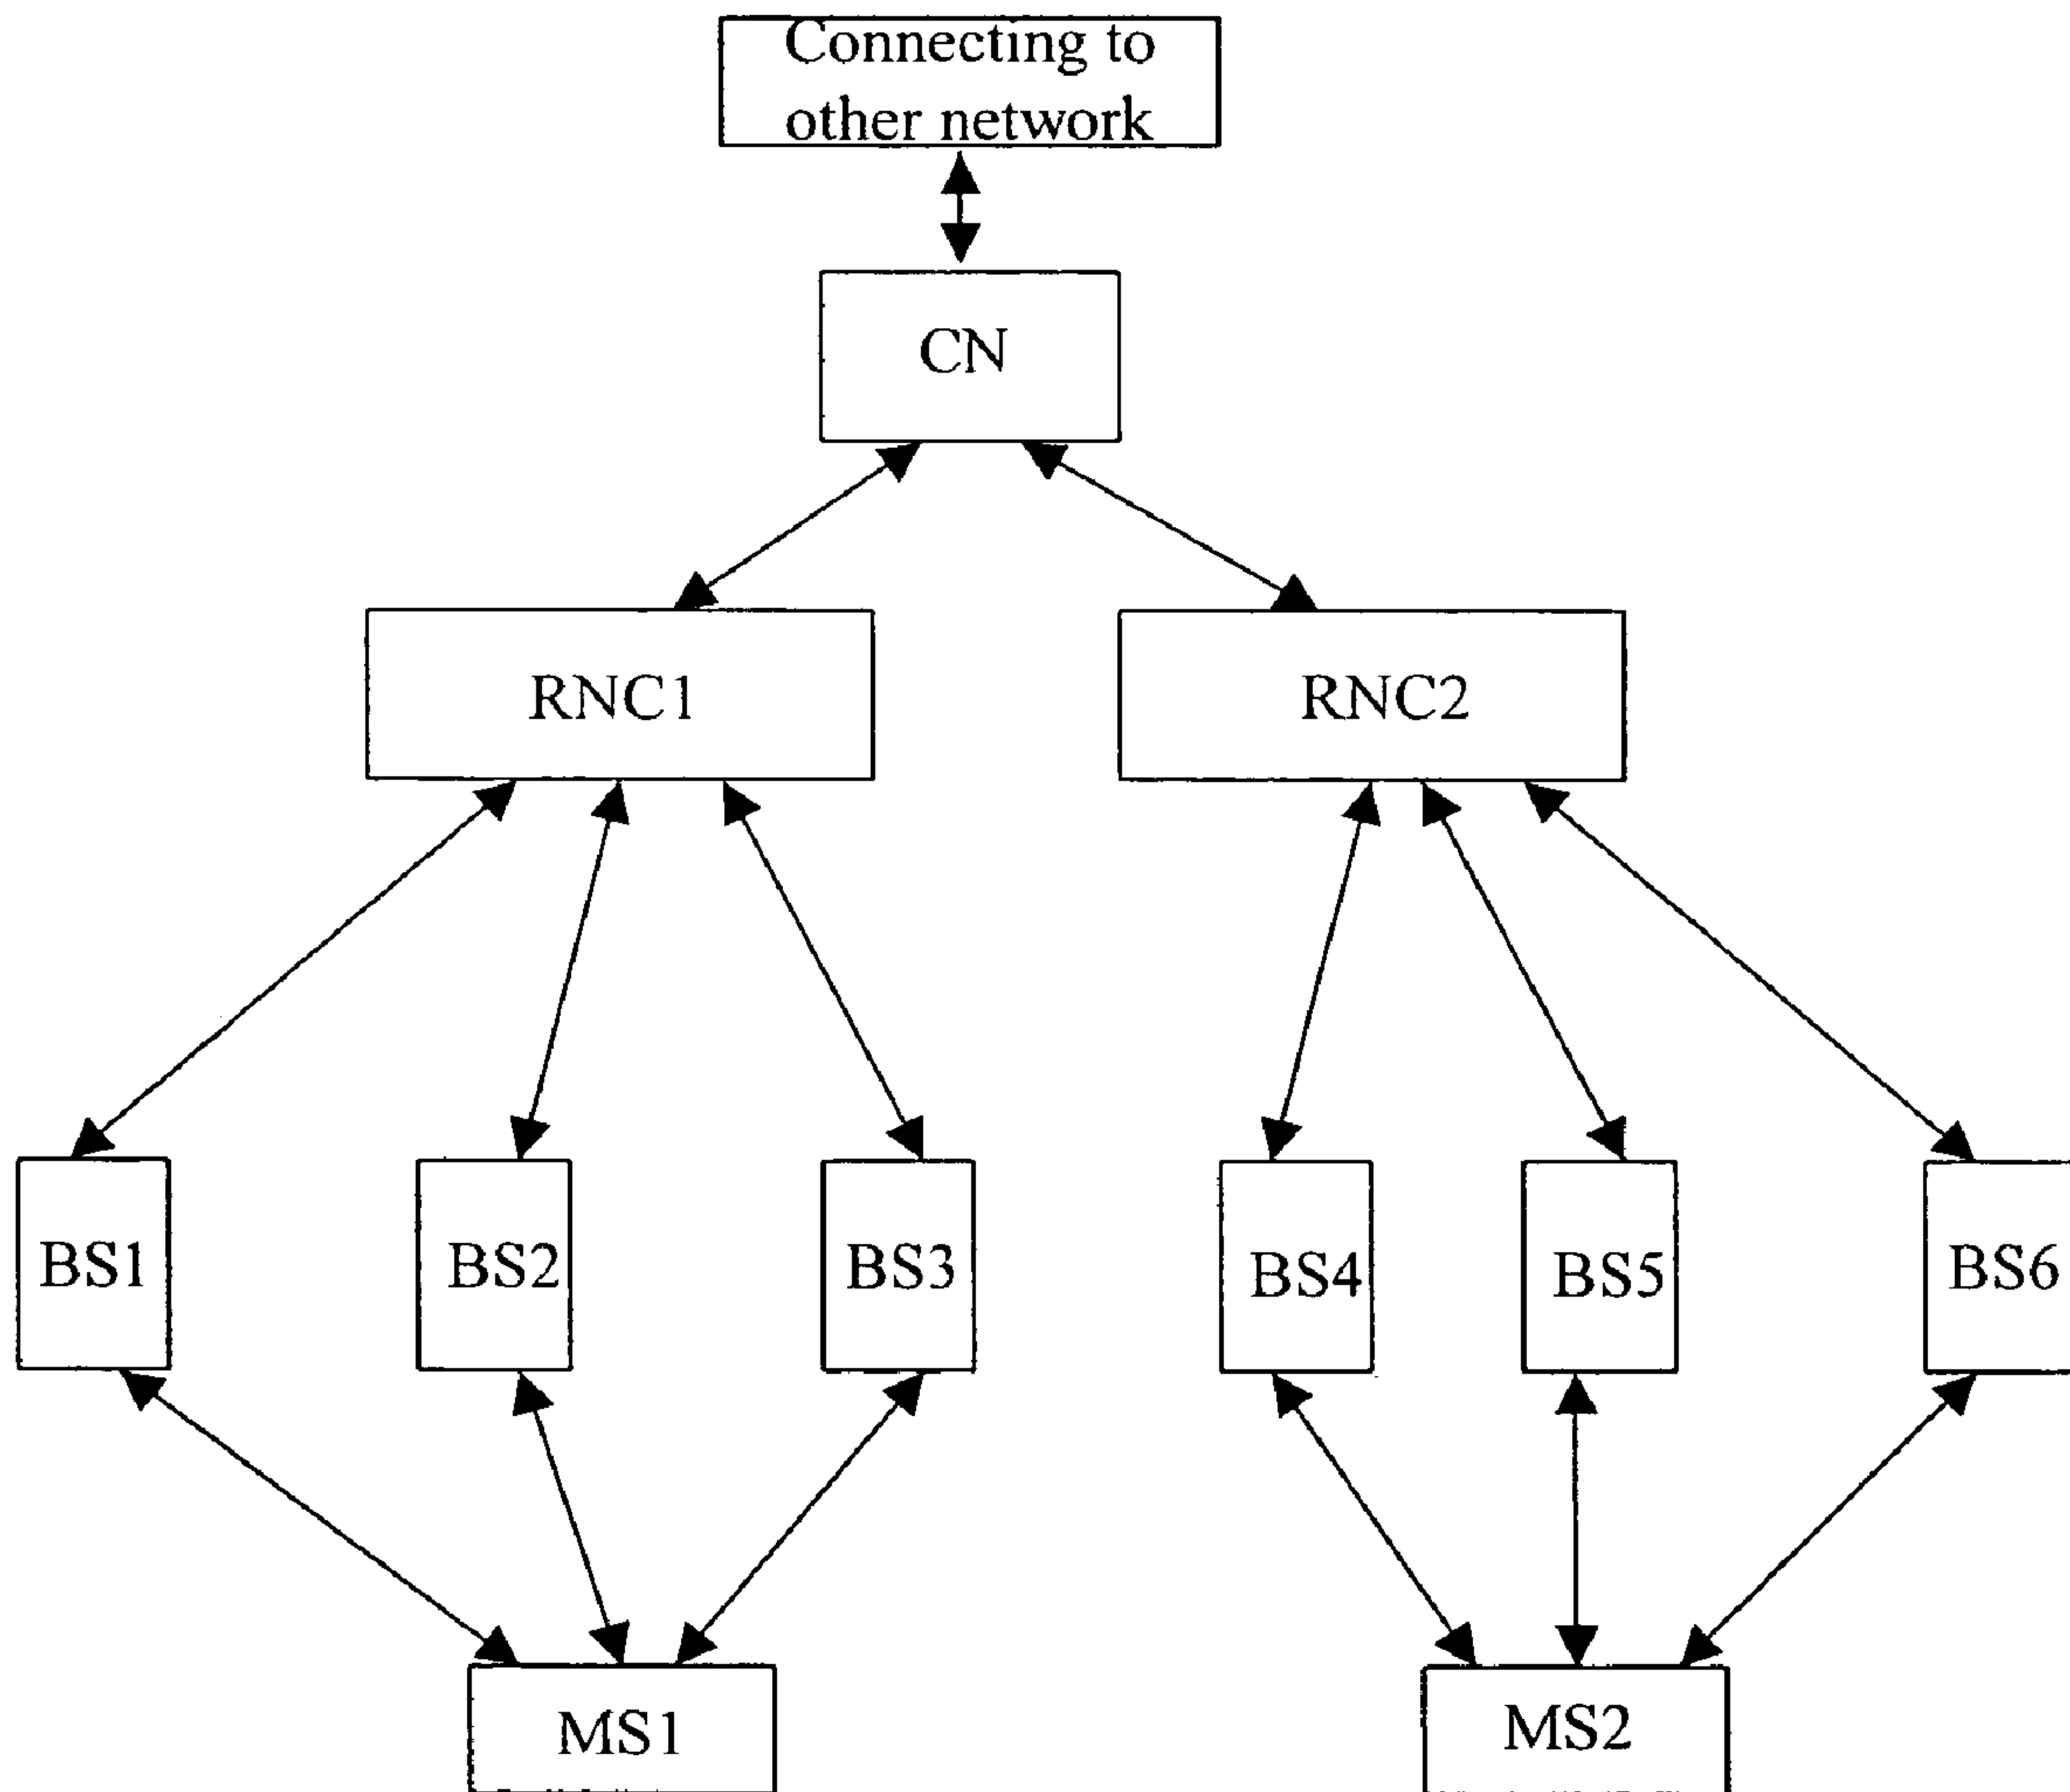 Connecting to
other network
CN
RNC1
RNC2
BS1
BS2
BS3
BS4
BS5
BS6
MS1
MS2